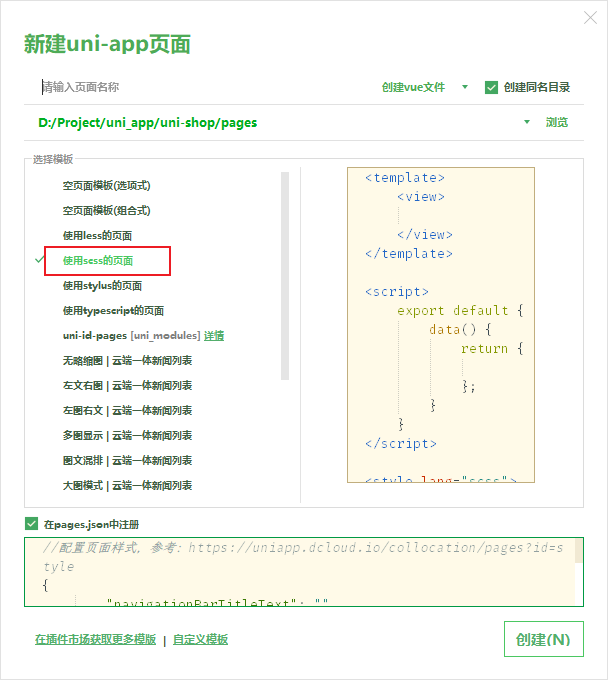 新建uni-app页面
请输入页面名称 创建vue文件 创建同名目录
D:/Project/uni_app/uni-shop/pages 浏览
选择模板
空页面模板(选项式)
空页面模板(组合式)
使用less的页面
使用scss的页面
使用stylus的页面
使用typescript的页面
uni-id-pages [uni_modules] 详情
无略缩图 | 云端一体新闻列表
左文右图 | 云端一体新闻列表
左图右文 | 云端一体新闻列表
多图显示 | 云端一体新闻列表
图文混排 | 云端一体新闻列表
大图模式 | 云端一体新闻列表
<template>
<view>
</view>
</template>
<script>
export default {
data() {
return {
};
}
}
</script>
<style lang="scss">
在pages.json中注册
//配置页面样式，参考：https://uniapp.dcloud.io/collocation/pages?id=s
tyle
{
"navigationBarTitleText": ""
在插件市场获取更多模版 | 自定义模板
创建(N)